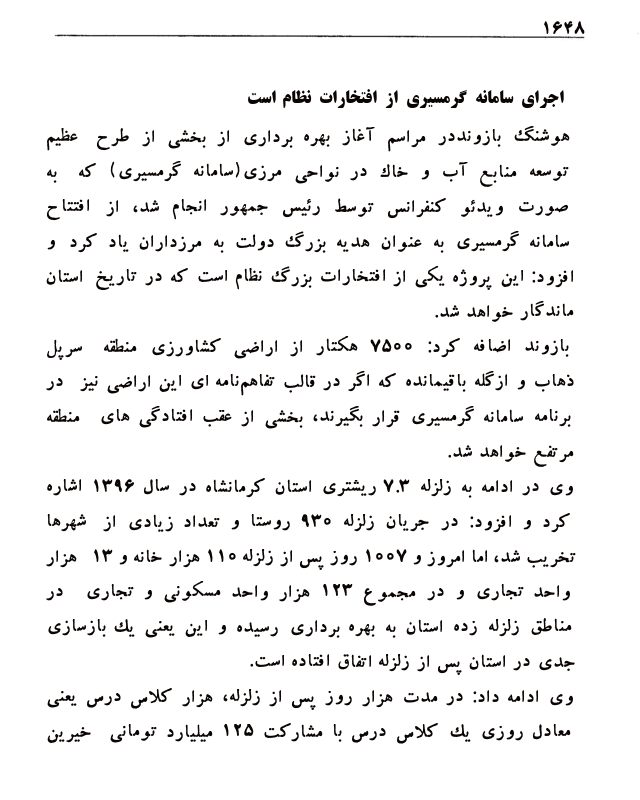 ۱۶۴۸
اجرای سامانه گرمسیری از افتخارات نظام است
هوشنگ بازونددر مراسم آغاز بهره برداری از بخشی از طرح عظیم
توسعه منابع آب و خاك در نواحی مرزی(سامانه گرمسیری) که به
صورت ویدئو کنفرانس توسط رئیس جمهور انجام شد، از افتتاح
سامانه گرمسیری به عنوان هدیه بزرگ دولت به مرزداران یاد کرد و
افزود: این پروژه یکی از افتخارات بزرگ نظام است که در تاریخ استان
ماندگار خواهد شد.
بازوند اضافه کرد: ۷۵۰۰ هکتار از اراضی کشاورزی منطقه سرپل
ذهاب و ازگله باقیمانده که اگر در قالب تفاهم‌نامه ای این اراضی نیز در
برنامه سامانه گرمسیری قرار بگیرند، بخشی از عقب افتادگی های منطقه
مرتفع خواهد شد.
وی در ادامه به زلزله ۷.۳ ریشتری استان کرمانشاه در سال ۱۳۹۶ اشاره
کرد و افزود: در جریان زلزله ۹۳۰ روستا و تعداد زیادی از شهرها
تخریب شد، اما امروز و ۱۰۰۷ روز پس از زلزله ۱۱۰ هزار خانه و ۱۳ هزار
واحد تجاری و در مجموع ۱۲۳ هزار واحد مسکونی و تجاری در
مناطق زلزله زده استان به بهره برداری رسیده و این یعنی یك بازسازی
جدی در استان پس از زلزله اتفاق افتاده است.
وی ادامه داد: در مدت هزار روز پس از زلزله، هزار کلاس درس یعنی
معادل روزی یك کلاس درس با مشارکت ۱۲۵ میلیارد تومانی خیرین